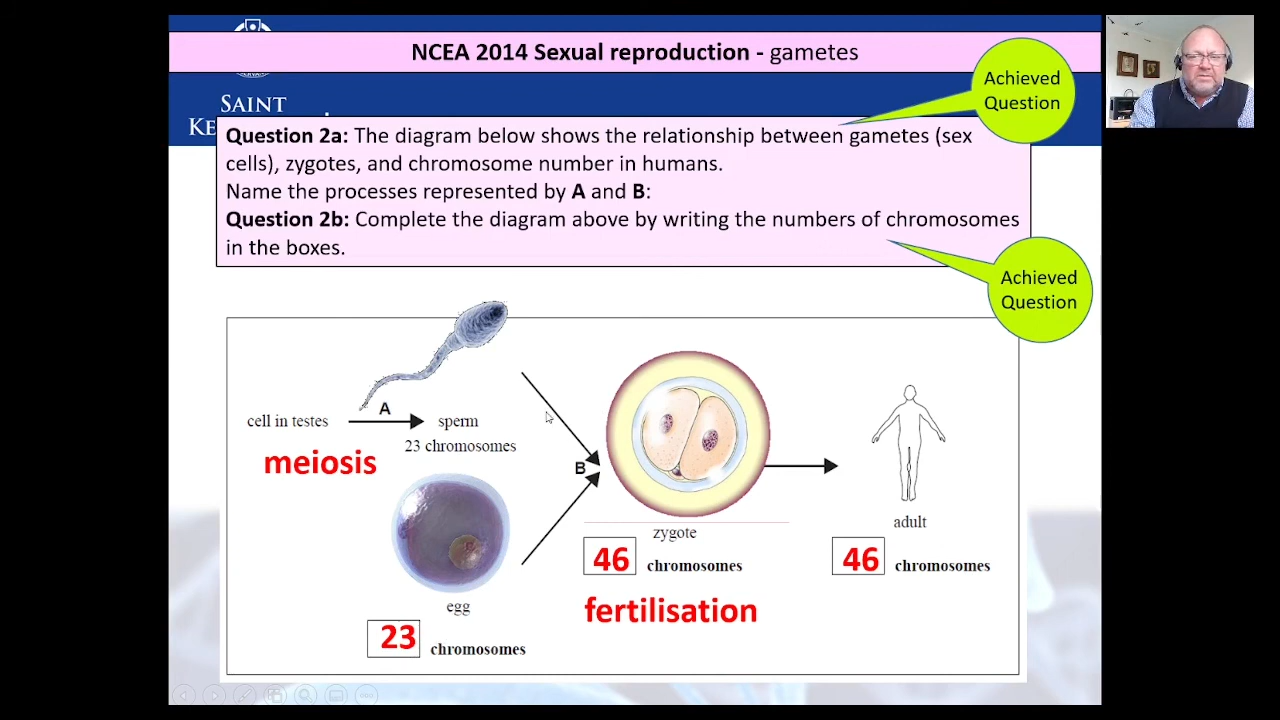 NCEA 2014 Sexual reproduction - gametes
Achieved
Question
SAINT
KE
Question 2a: The diagram below shows the relationship between gametes (sex
cells), zygotes, and chromosome number in humans.
Name the processes represented by A and B:
Question 2b: Complete the diagram above by writing the numbers of chromosomes
in the boxes.
Achieved
Question
A
cell in testes
sperm
23 chromosomes
meiosis
B
zygote
46 chromosomes
adult
46 chromosomes
fertilisation
egg
23 chromosomes